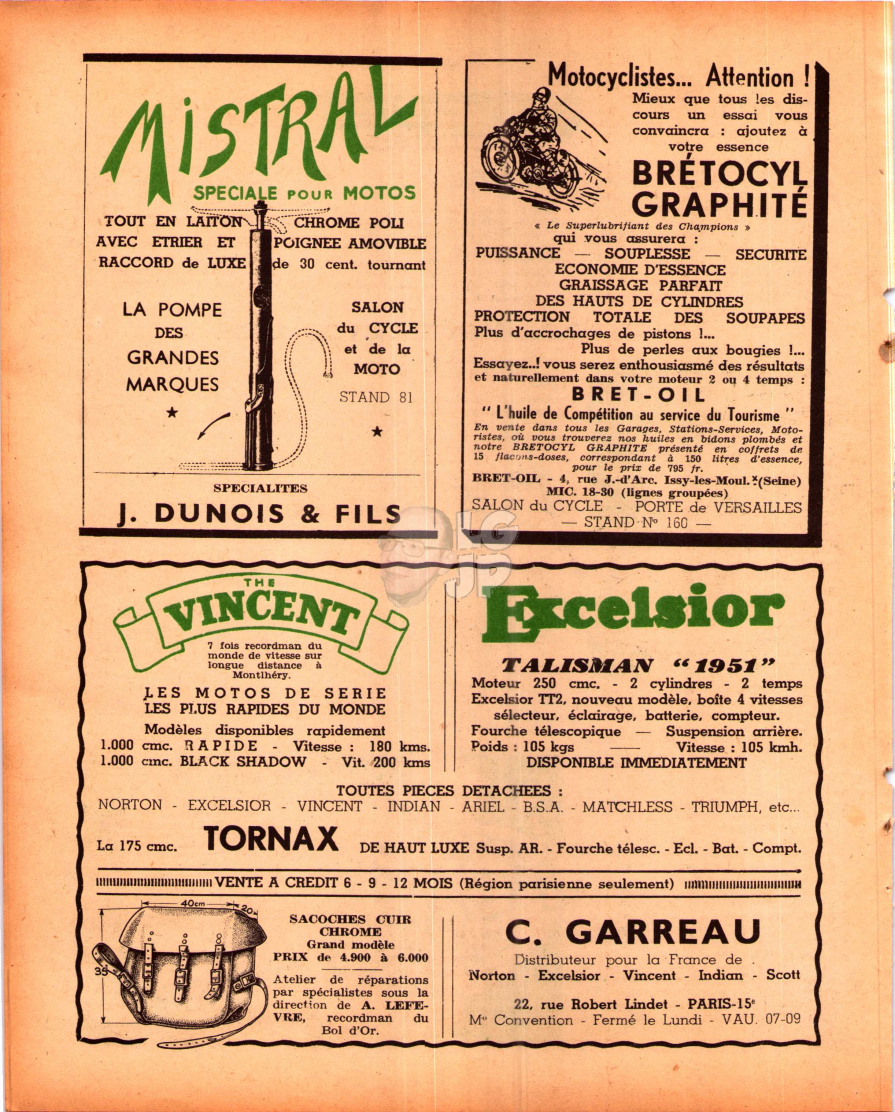 MISTRAL
SPECIALE POUR MOTOS
TOUT EN LAITON CHROME POLI
AVEC ETRIER ET POIGNEE AMOVIBLE
RACCORD de LUXE de 30 cent. tournant
LA POMPE
DES
GRANDES
MARQUES
SALON
du CYCLE
et de la
MOTO
STAND 81
SPECIALITES
J. DUNOIS & FILS
Motocyclistes... Attention !
Mieux que tous les dis-
cours un essai vous
convaincra : ajoutez à
votre essence
BRÉTOCYL
GRAPHITÉ
« Le Superlubrifiant des Champions »
qui vous assurera :
PUISSANCE — SOUPLESSE — SECURITE
ECONOMIE D'ESSENCE
GRAISSAGE PARFAIT
DES HAUTS DE CYLINDRES
PROTECTION TOTALE DES SOUPAPES
Plus d'accrochages de pistons !...
Plus de perles aux bougies !...
Essayez..! vous serez enthousiasmé des résultats
et naturellement dans votre moteur 2 ou 4 temps :
BRET-OIL
" L'huile de Compétition au service du Tourisme "
En vente dans tous les Garages, Stations-Services, Moto-
ristes, où vous trouverez nos huiles en bidons plombés et
notre BRETOCYL GRAPHITE présenté en coffrets de
15 flacons-doses, correspondant à 150 litres d'essence,
pour le prix de 795 fr.
BRET-OIL - 4, rue J.-d'Arc. Issy-les-Moul.x (Seine)
MIC. 18-30 (lignes groupées)
SALON du CYCLE - PORTE de VERSAILLES
— STAND Nº 160 —
L'G
JP
THE
VINCENT
7 fois recordman du
monde de vitesse sur
longue distance à
Montlhéry.
LES MOTOS DE SERIE
LES PLUS RAPIDES DU MONDE
Modèles disponibles rapidement
1.000 cmc. RAPIDE - Vitesse : 180 kms.
1.000 cmc. BLACK SHADOW - Vit. 200 kms
Excelsior
TALISMAN "1951"
Moteur 250 cmc. - 2 cylindres - 2 temps
Excelsior TT2, nouveau modèle, boîte 4 vitesses
sélecteur, éclairage, batterie, compteur.
Fourche télescopique — Suspension arrière.
Poids : 105 kgs — Vitesse : 105 kmh.
DISPONIBLE IMMEDIATEMENT
TOUTES PIECES DETACHEES :
NORTON - EXCELSIOR - VINCENT - INDIAN - ARIEL - B.S.A. - MATCHLESS - TRIUMPH, etc...
La 175 cmc. TORNAX DE HAUT LUXE Susp. AR. - Fourche télesc. - Ecl. - Bat. - Compt.
VENTE A CREDIT 6 - 9 - 12 MOIS (Région parisienne seulement)
40cm
20
35
SACOCHES CUIR
CHROME
Grand modèle
PRIX de 4.900 à 6.000
Atelier de réparations
par spécialistes sous la
direction de A. LEFE-
VRE, recordman du
Bol d'Or.
C. GARREAU
Distributeur pour la France de .
Norton - Excelsior - Vincent - Indian - Scott
22, rue Robert Lindet - PARIS-15e
Mº Convention - Fermé le Lundi - VAU. 07-09